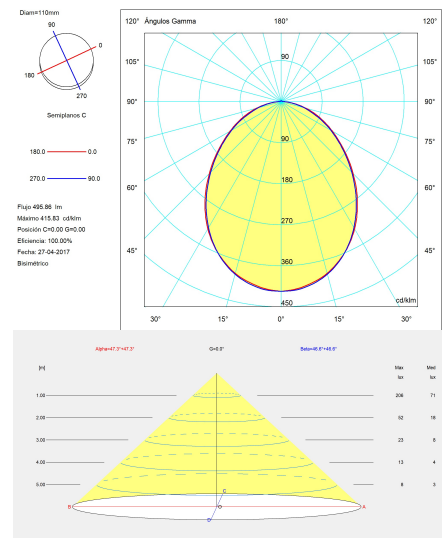 Diam=110mm
90
0
180
270
Semiplanos C
180.0 0.0
270.0 90.0
Flujo 495.86 lm
Máximo 415.83 cd/klm
Posición C=0.00 G=0.00
Eficiencia: 100.00%
Fecha: 27-04-2017
Bisimétrico
120° Ángulos Gamma 180° 120°
105° 105°
90
90° 90°
90
75° 75°
180
60° 60°
270
45° 45°
360
450
cd/klm
30° 15° 0° 15° 30°
Alpha=47.3°+47.3° G=0.0° Beta=46.6°+46.6°
[m] Max Med
lux lux
1.00 208 71
2.00 52 18
3.00 23 8
4.00 13 4
5.00 8 3
C
B O A
D